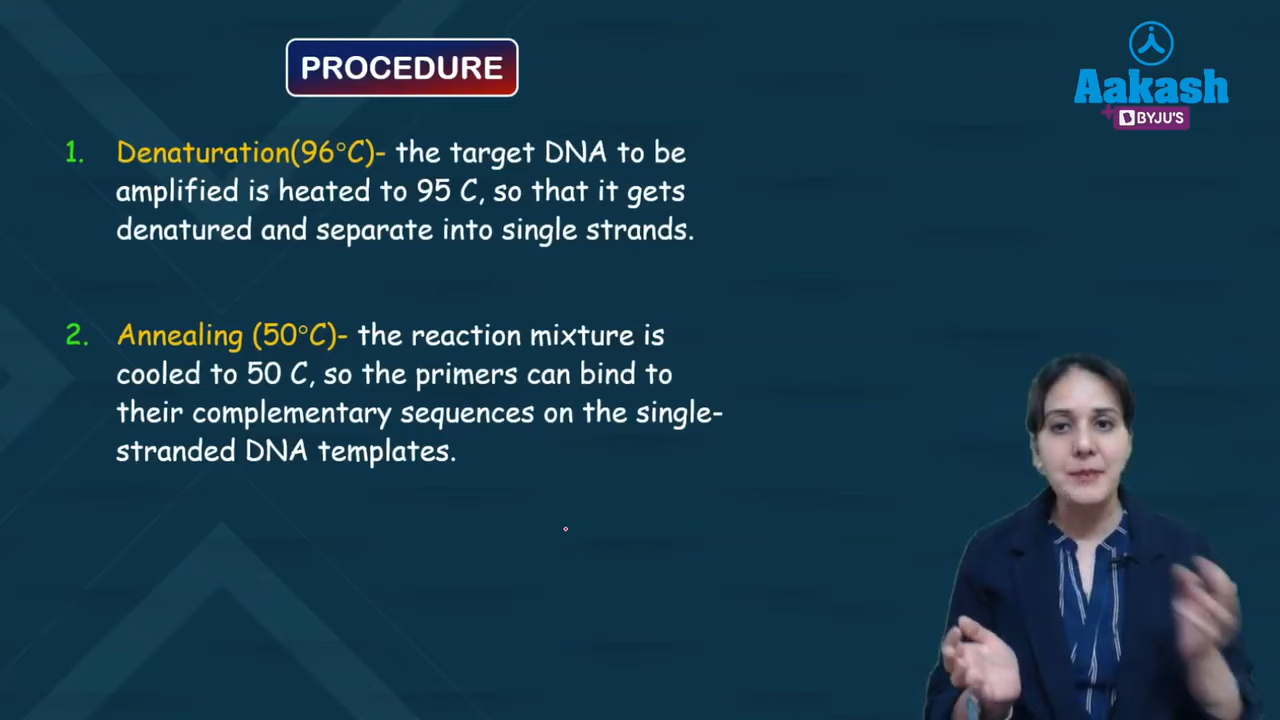 PROCEDURE
Aakash
BYJU'S
1. Denaturation(96°C)- the target DNA to be
amplified is heated to 95 C, so that it gets
denatured and separate into single strands.
2. Annealing (50°C)- the reaction mixture is
cooled to 50 C, so the primers can bind to
their complementary sequences on the single-
stranded DNA templates.